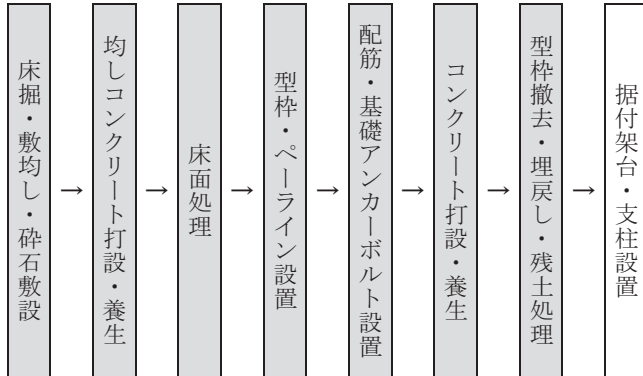 床掘・敷均し・砕石敷設
→
均しコンクリート打設・養生
→
床面処理
→
型枠・ペーライン設置
→
配筋・基礎アンカーボルト設置
→
コンクリート打設・養生
→
型枠撤去・埋戻し・残土処理
→
据付架台・支柱設置